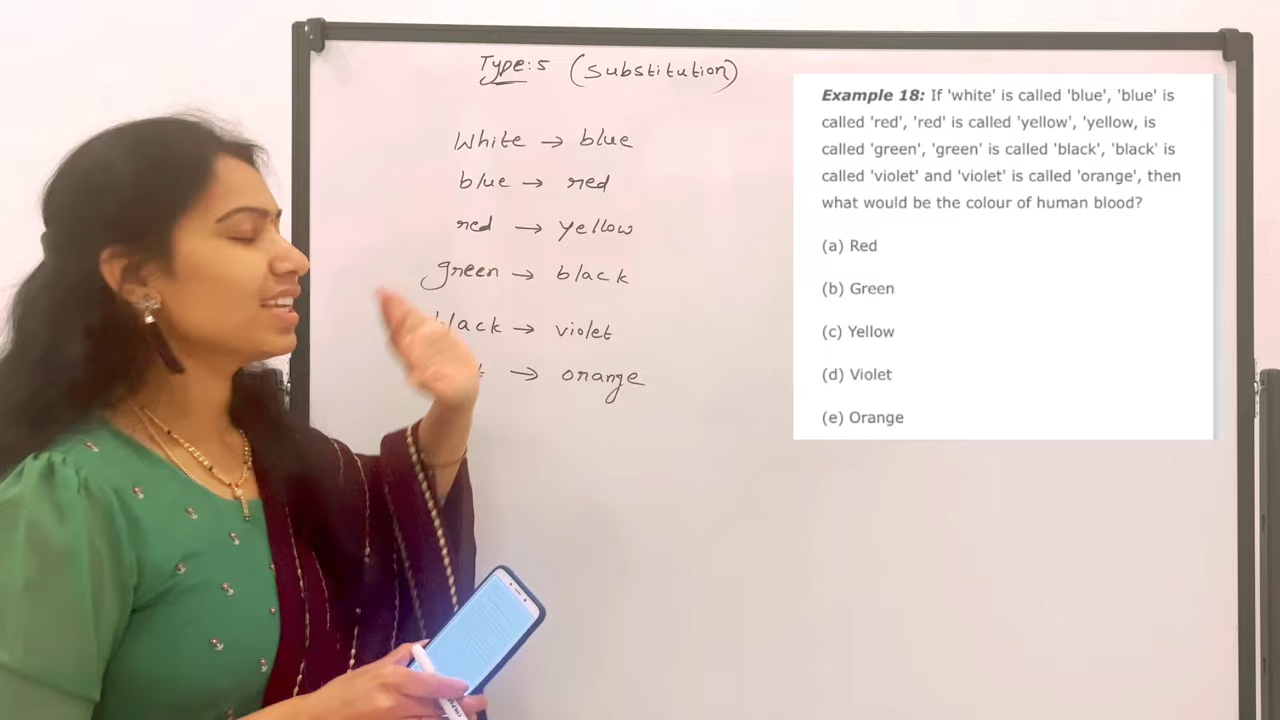 Type: 5 (Substitution)
White → blue
blue → red
red → yellow
green → black
black → violet
→ orange
Example 18: If 'white' is called 'blue', 'blue' is
called 'red', 'red' is called 'yellow', 'yellow, is
called 'green', 'green' is called 'black', 'black' is
called 'violet' and 'violet' is called 'orange', then
what would be the colour of human blood?
(a) Red
(b) Green
(c) Yellow
(d) Violet
(e) Orange